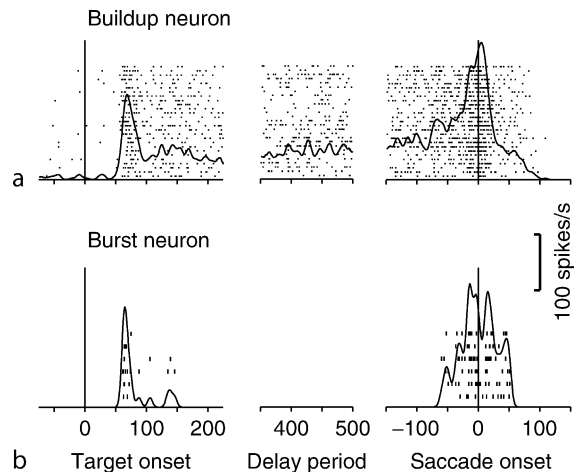 Buildup neuron
a
Burst neuron
100 spikes/s
0 100 200 400 500 −100 0 100
b Target onset Delay period Saccade onset